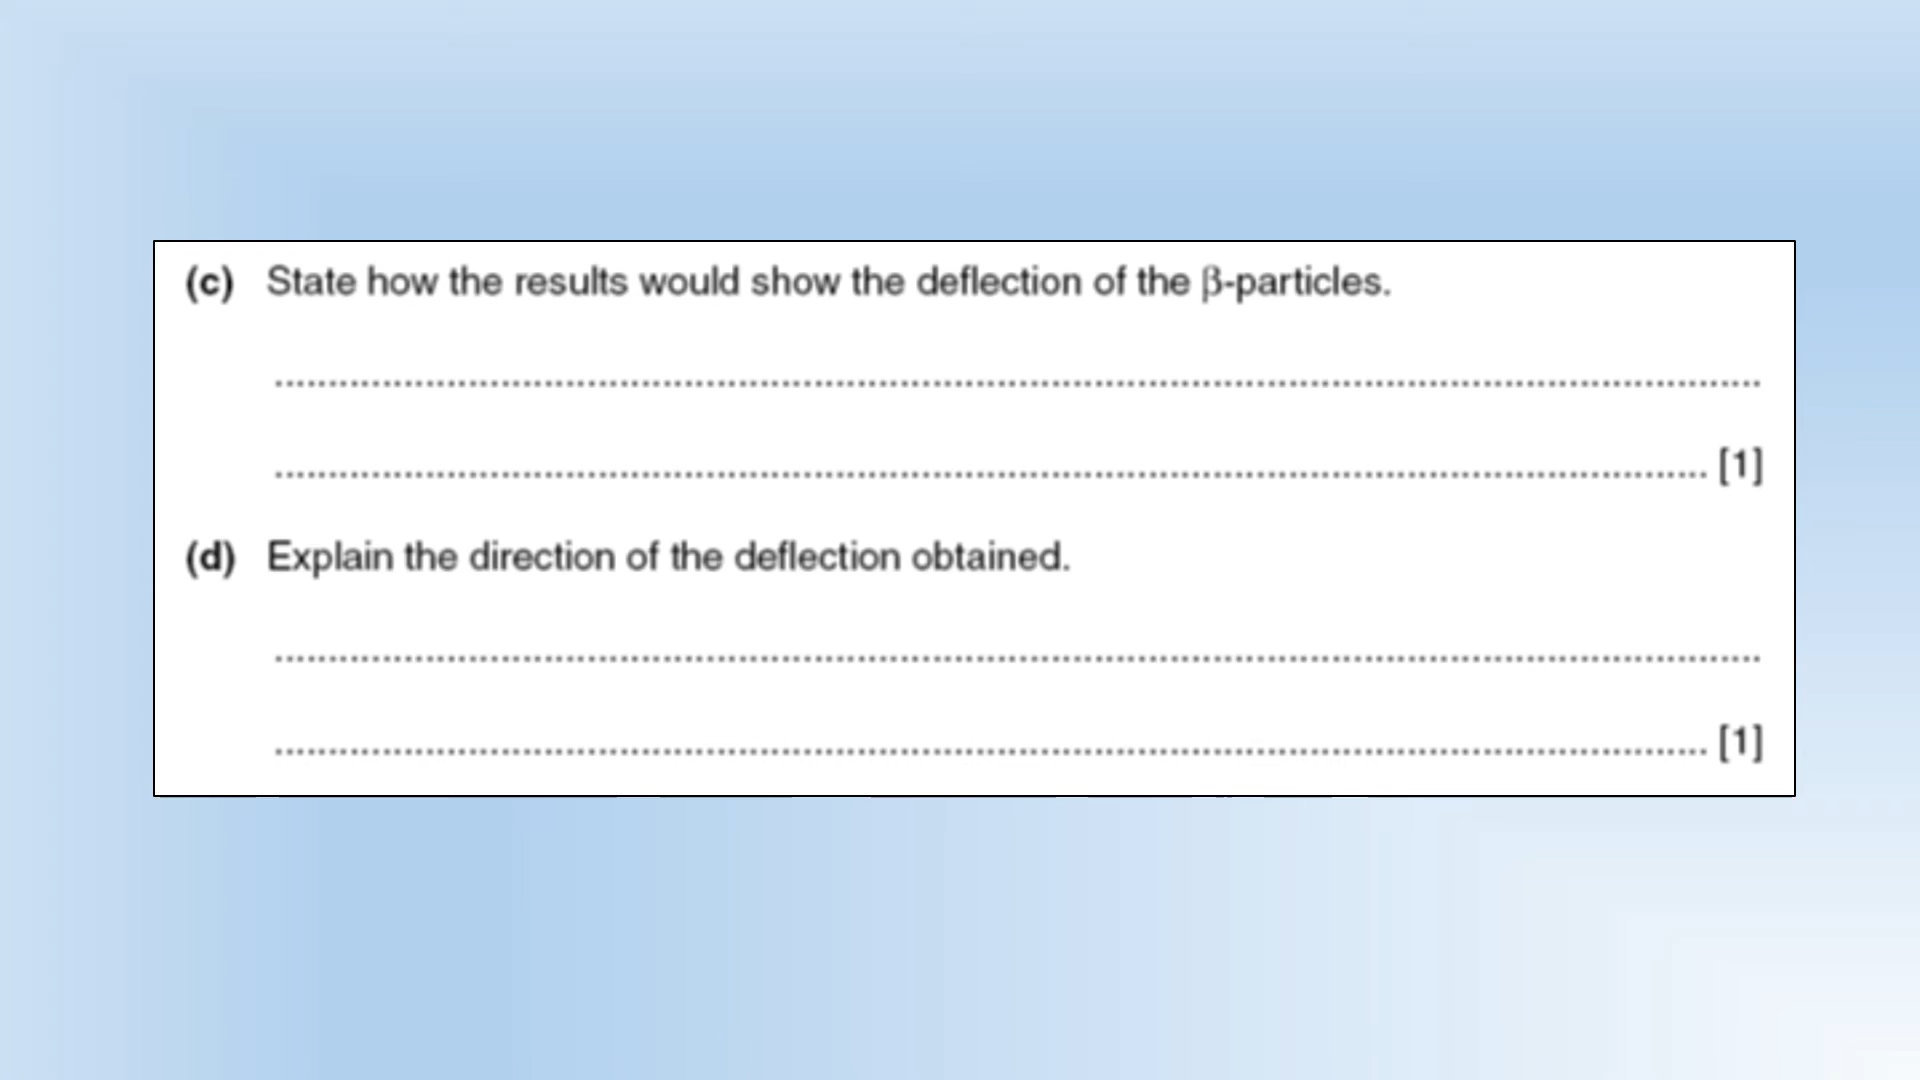 (c) State how the results would show the deflection of the β-particles.
.......................................................................................................................................
.................................................................................................................................. [1]
(d) Explain the direction of the deflection obtained.
.......................................................................................................................................
.................................................................................................................................. [1]